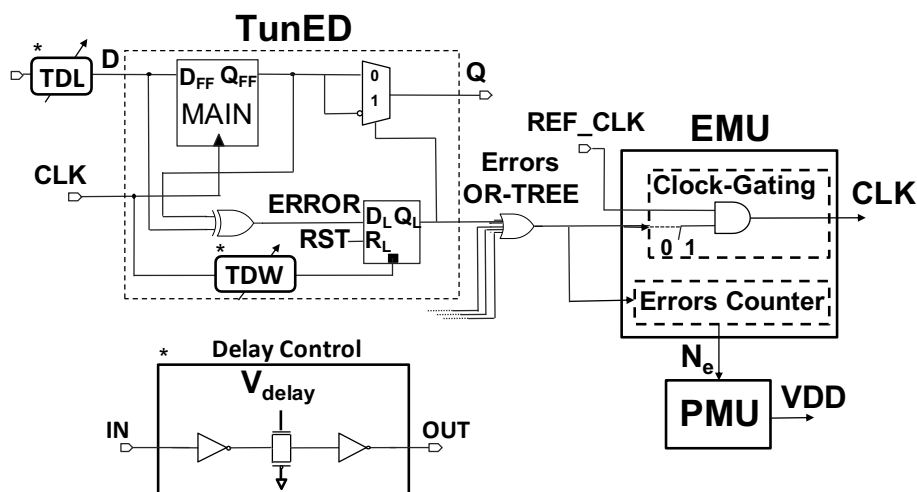 TunED
* D
TDL
D_FF Q_FF
MAIN
0
1
Q
REF_CLK
EMU
CLK
Errors
OR-TREE
Clock-Gating
CLK
ERROR
D_L Q_L
RST R_L
0 1
*
TDW
Errors Counter
* Delay Control
N_e
V_delay
PMU VDD
IN OUT